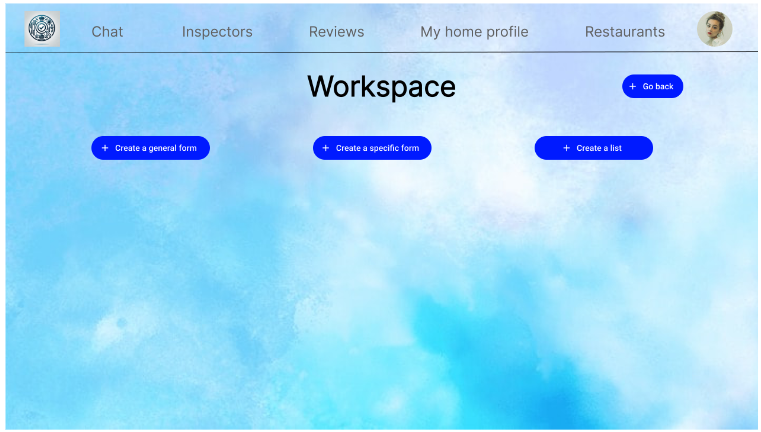 Chat Inspectors Reviews My home profile Restaurants
Workspace
+ Go back
+ Create a general form
+ Create a specific form
+ Create a list